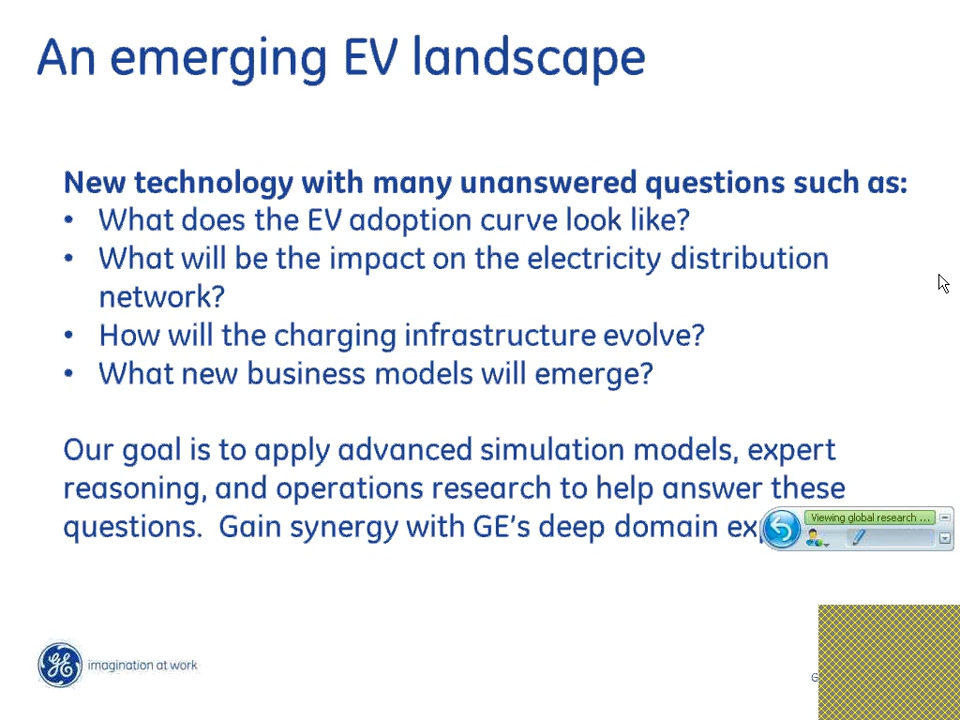 An emerging EV landscape
New technology with many unanswered questions such as:
• What does the EV adoption curve look like?
• What will be the impact on the electricity distribution
network?
• How will the charging infrastructure evolve?
• What new business models will emerge?
Our goal is to apply advanced simulation models, expert
reasoning, and operations research to help answer these
questions. Gain synergy with GE's deep domain
Viewing global research ...
GE imagination at work